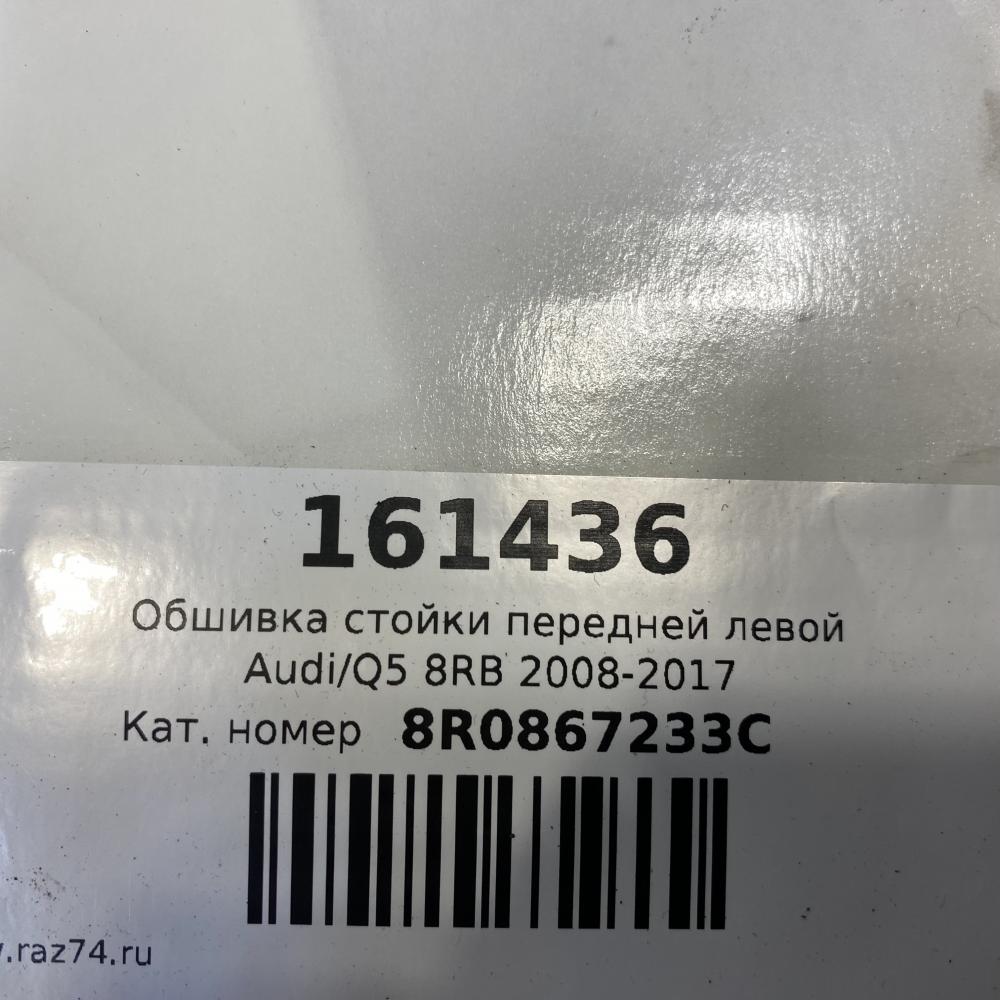 161436
Обшивка стойки передней левой
Audi/Q5 8RB 2008-2017
Кат. номер 8R0867233C
.raz74.ru